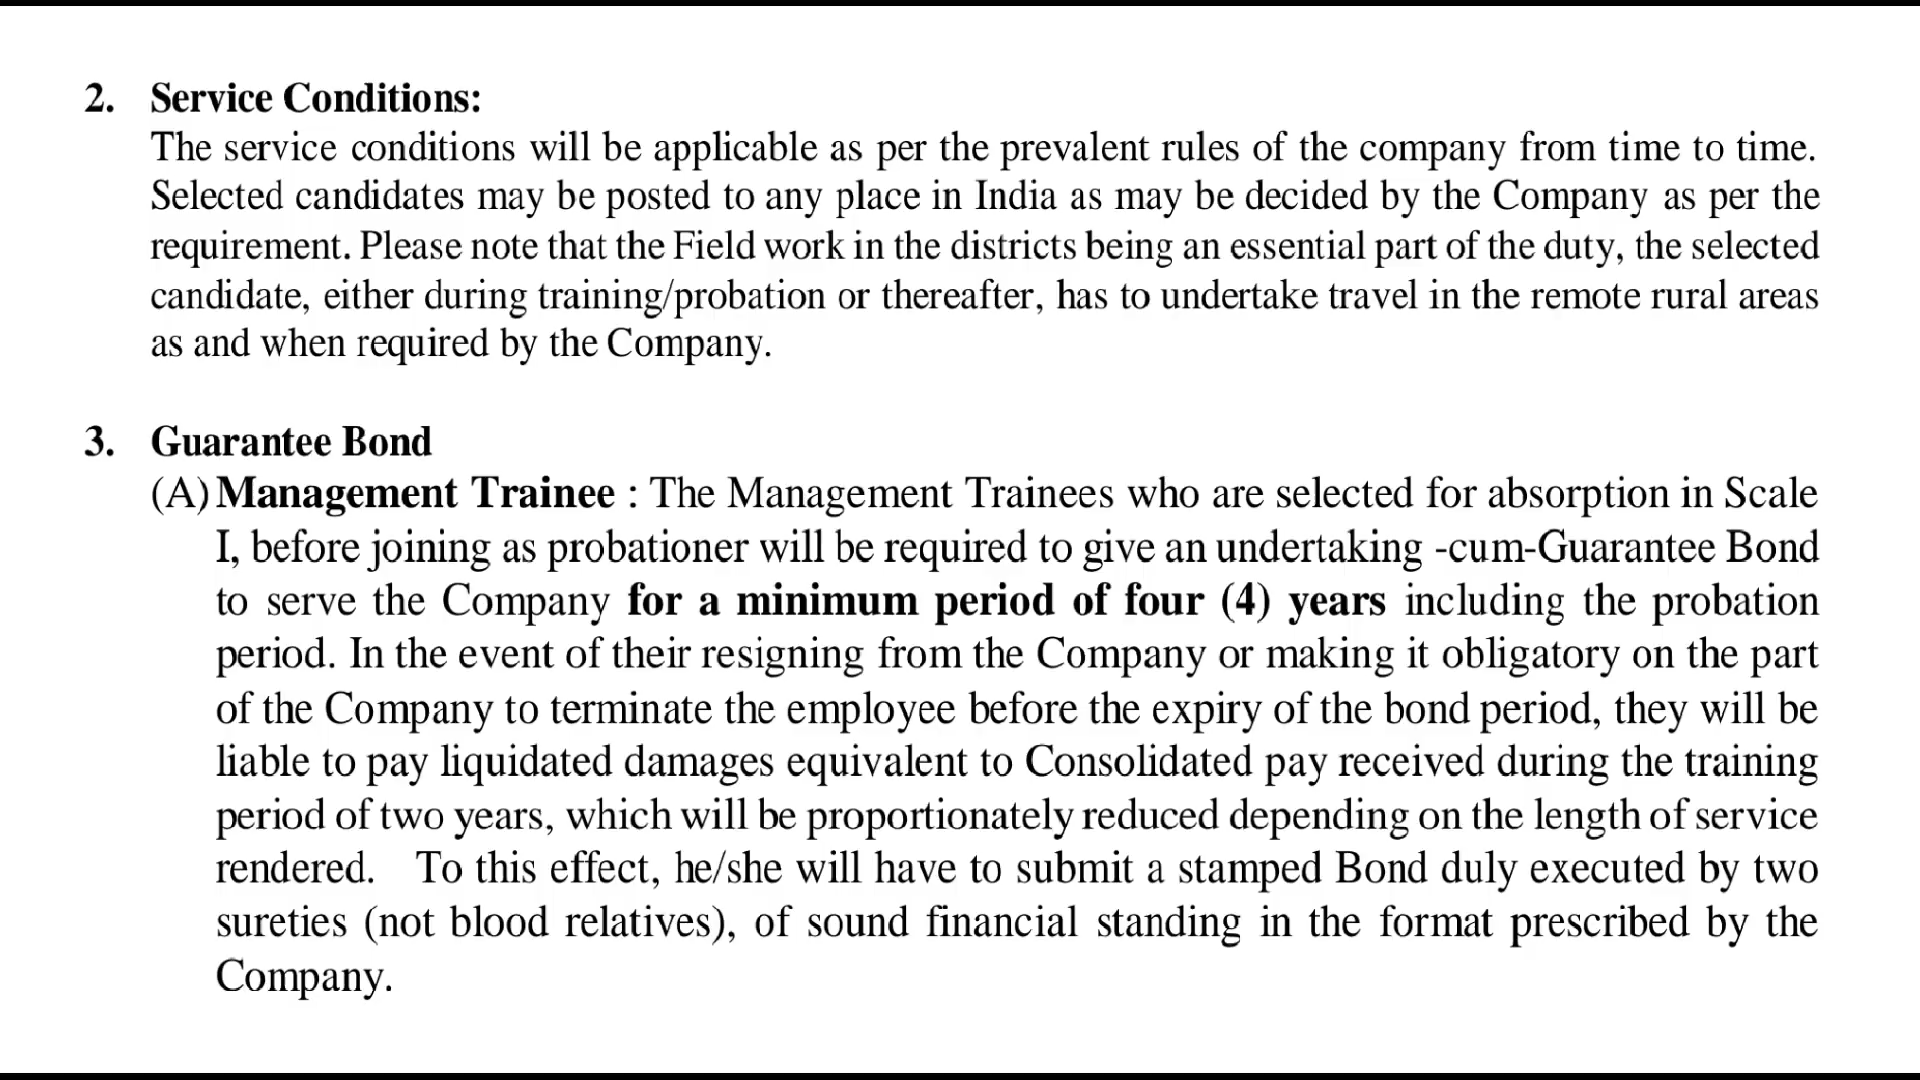 2. Service Conditions:
The service conditions will be applicable as per the prevalent rules of the company from time to time.
Selected candidates may be posted to any place in India as may be decided by the Company as per the
requirement. Please note that the Field work in the districts being an essential part of the duty, the selected
candidate, either during training/probation or thereafter, has to undertake travel in the remote rural areas
as and when required by the Company.
3. Guarantee Bond
(A) Management Trainee : The Management Trainees who are selected for absorption in Scale
I, before joining as probationer will be required to give an undertaking -cum-Guarantee Bond
to serve the Company for a minimum period of four (4) years including the probation
period. In the event of their resigning from the Company or making it obligatory on the part
of the Company to terminate the employee before the expiry of the bond period, they will be
liable to pay liquidated damages equivalent to Consolidated pay received during the training
period of two years, which will be proportionately reduced depending on the length of service
rendered. To this effect, he/she will have to submit a stamped Bond duly executed by two
sureties (not blood relatives), of sound financial standing in the format prescribed by the
Company.